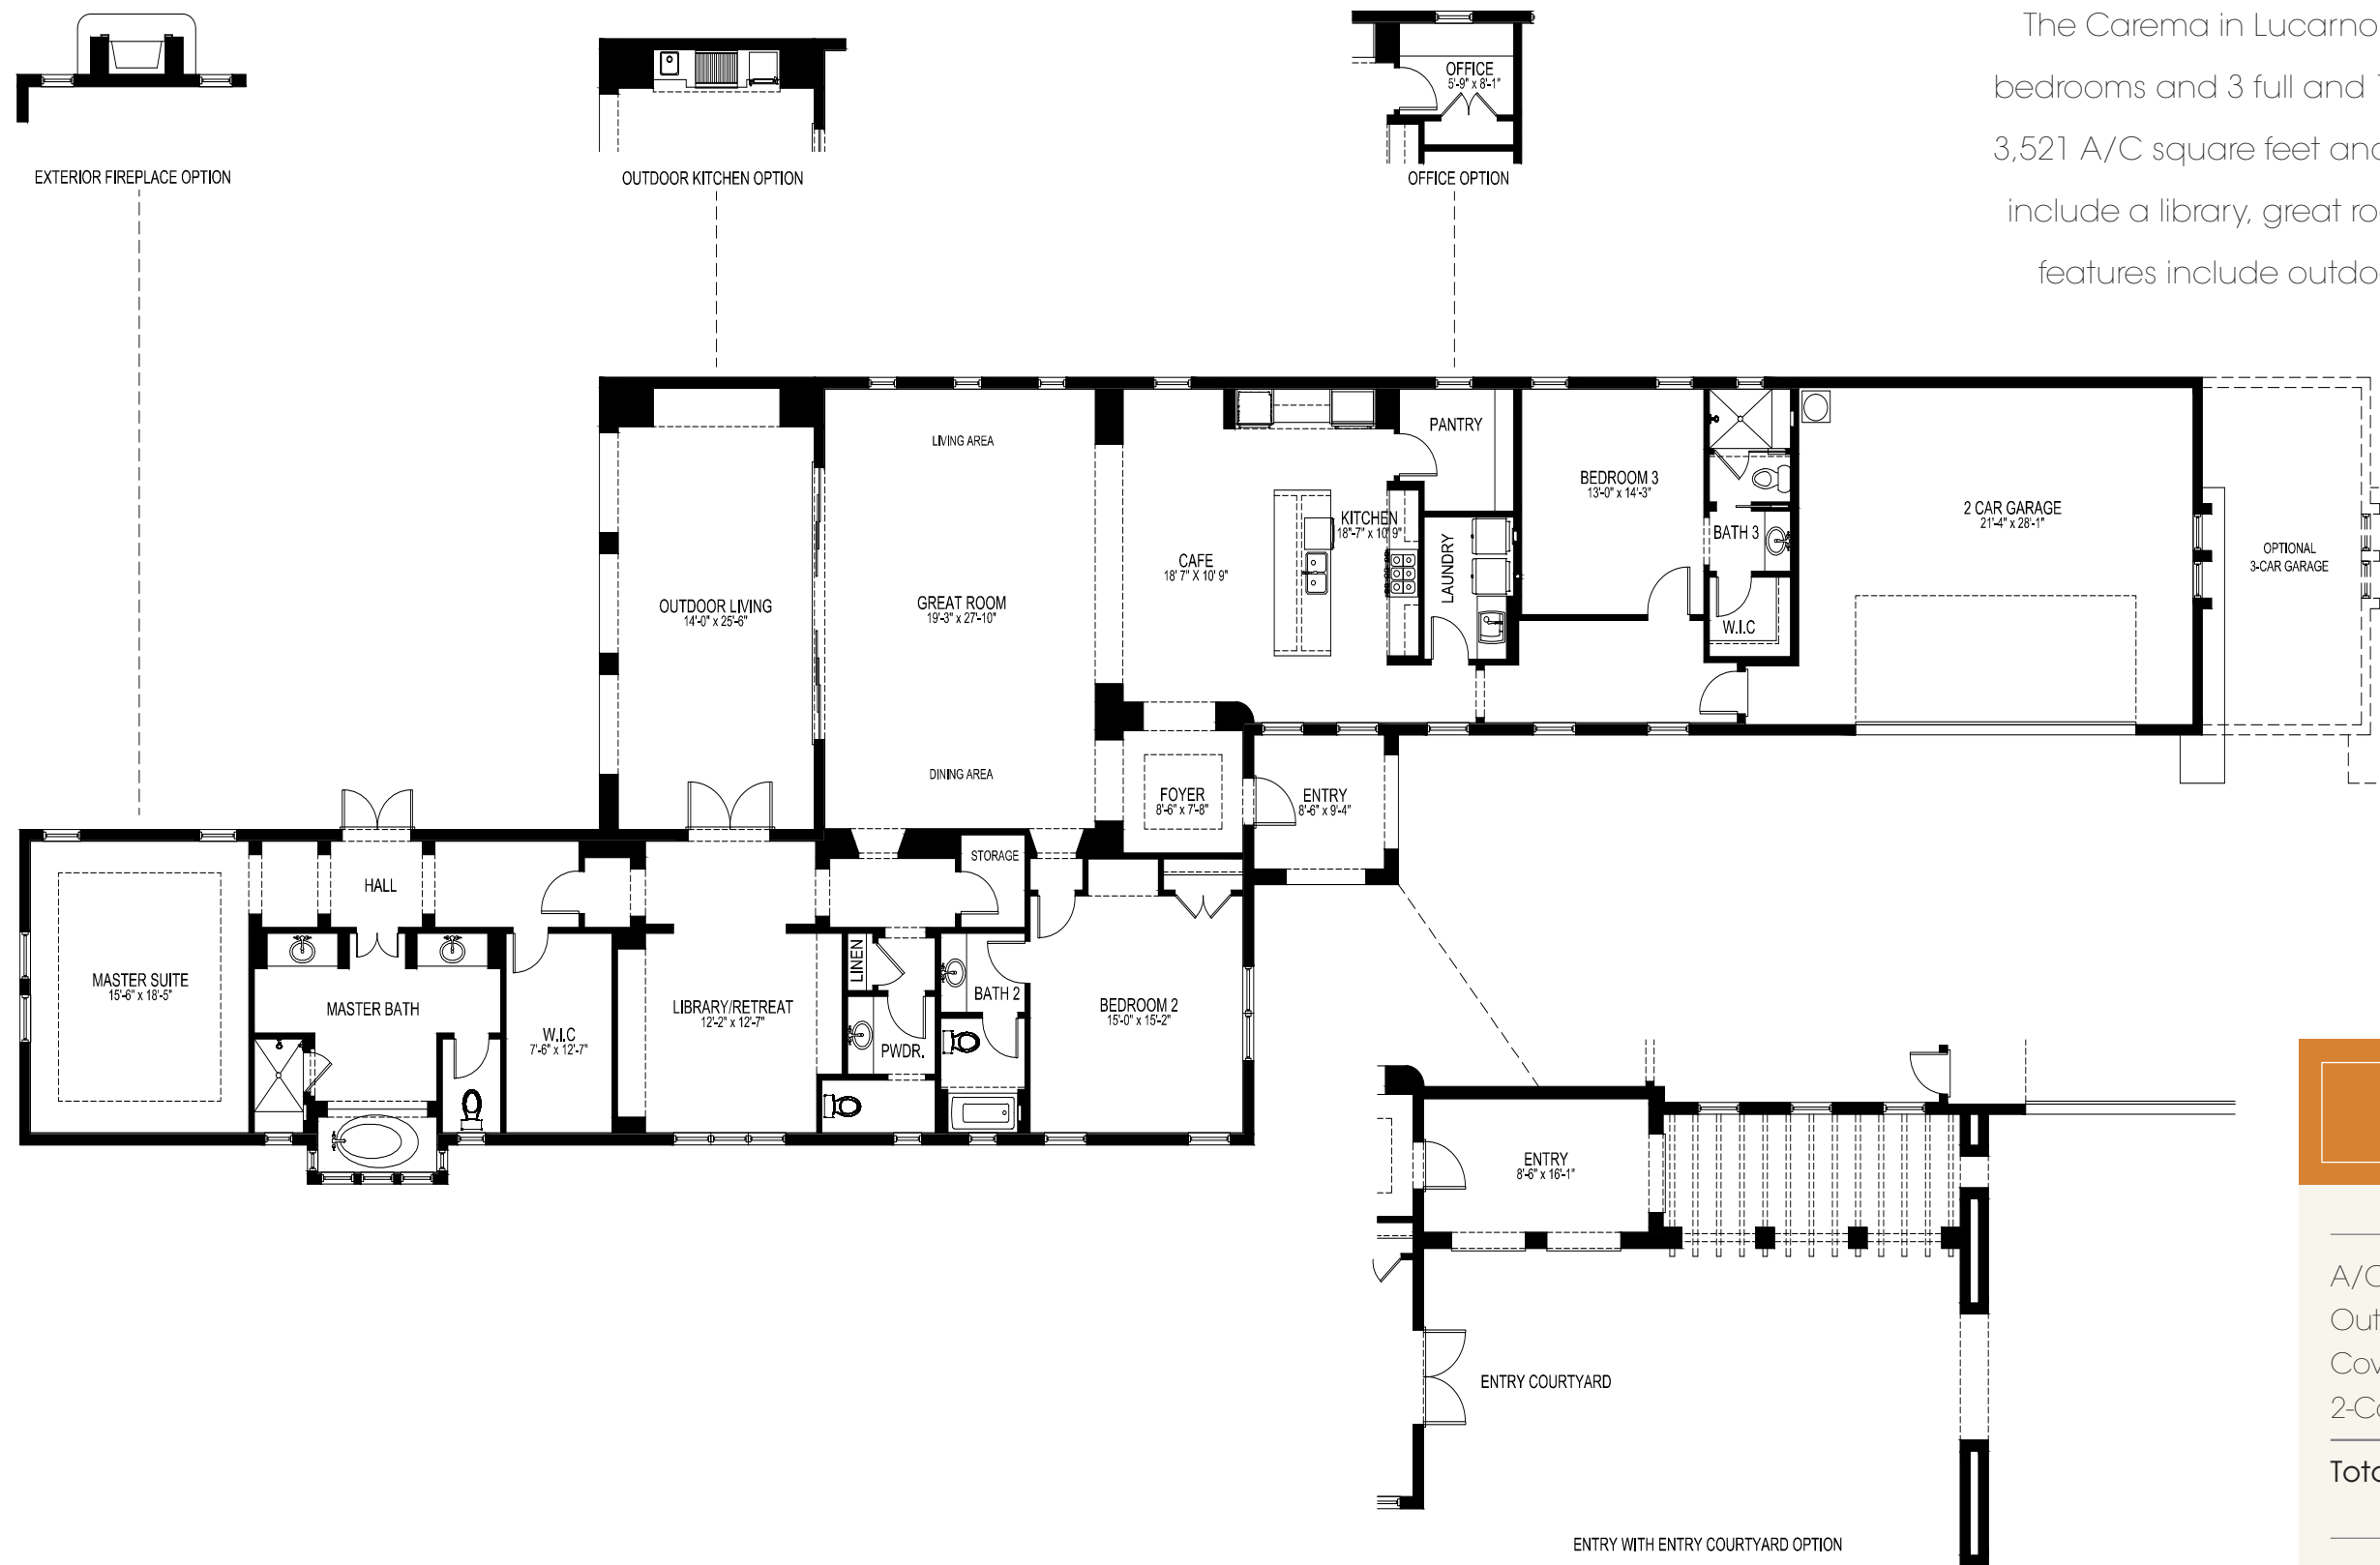 The Carema in Lucarno
bedrooms and 3 full and
3,521 A/C square feet and
include a library, great
features include
EXTERIOR FIREPLACE OPTION
OUTDOOR KITCHEN OPTION
OFFICE
5'-9" x 8'-1"
OFFICE OPTION
LIVING AREA
PANTRY
BEDROOM 3
13'-0" x 14'-3"
2 CAR GARAGE
21'-4" x 28'-1"
KITCHEN
18"-7" x 10' 9"
BATH 3
LAUNDRY
OPTIONAL
3-CAR GARAGE
CAFE
18' 7" X 10' 9"
OUTDOOR LIVING
14'-0" x 25'-6"
GREAT ROOM
19'-3" x 27'-10"
W.I.C
DINING AREA
FOYER
8'-6" x 7'-8"
ENTRY
8'-6" x 9'-4"
STORAGE
HALL
LINEN
MASTER SUITE
15'-6" x 18'-5"
MASTER BATH
W.I.C
7'-6" x 12'-7"
LIBRARY/RETREAT
12'-2" x 12'-7"
BATH 2
BEDROOM 2
15'-0" x 15'-2"
PWDR.
ENTRY
8'-6" x 16'-1"
ENTRY COURTYARD
ENTRY WITH ENTRY COURTYARD OPTION